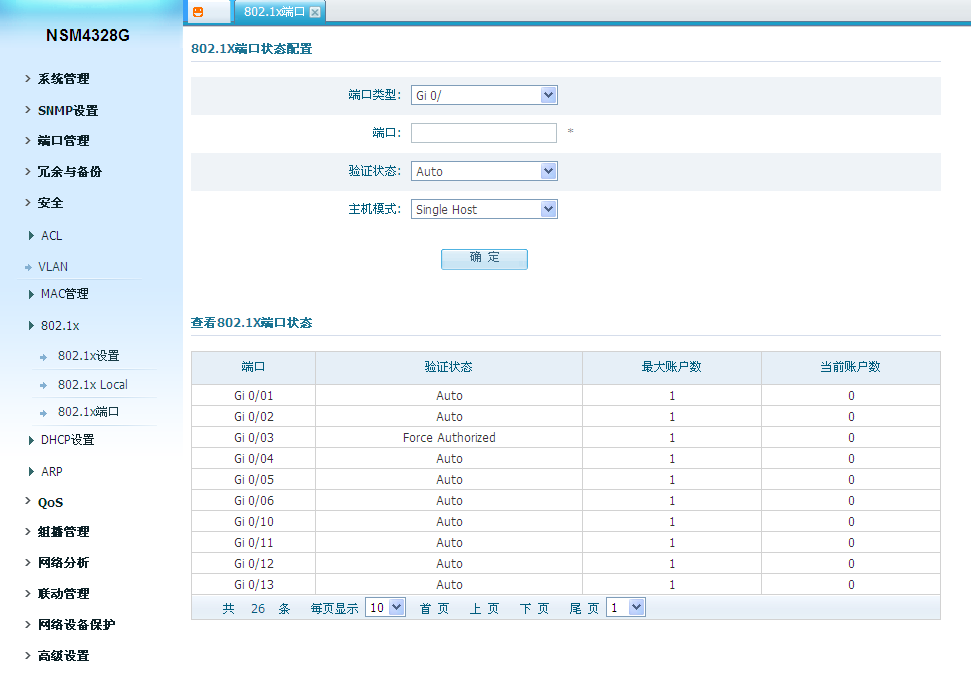 802.1x端口
NSM4328G
系统管理
SNMP设置
端口管理
冗余与备份
安全
ACL
VLAN
MAC管理
802.1x
802.1x设置
802.1x Local
802.1x端口
DHCP设置
ARP
QoS
组播管理
网络分析
联动管理
网络设备保护
高级设置
802.1X端口状态配置
端口类型: Gi 0/
端口: *
验证状态: Auto
主机模式: Single Host
确 定
查看802.1X端口状态
端口 验证状态 最大账户数 当前账户数
Gi 0/01 Auto 1 0
Gi 0/02 Auto 1 0
Gi 0/03 Force Authorized 1 0
Gi 0/04 Auto 1 0
Gi 0/05 Auto 1 0
Gi 0/06 Auto 1 0
Gi 0/10 Auto 1 0
Gi 0/11 Auto 1 0
Gi 0/12 Auto 1 0
Gi 0/13 Auto 1 0
共 26 条 每页显示 10 首 页 上 页 下 页 尾 页 1